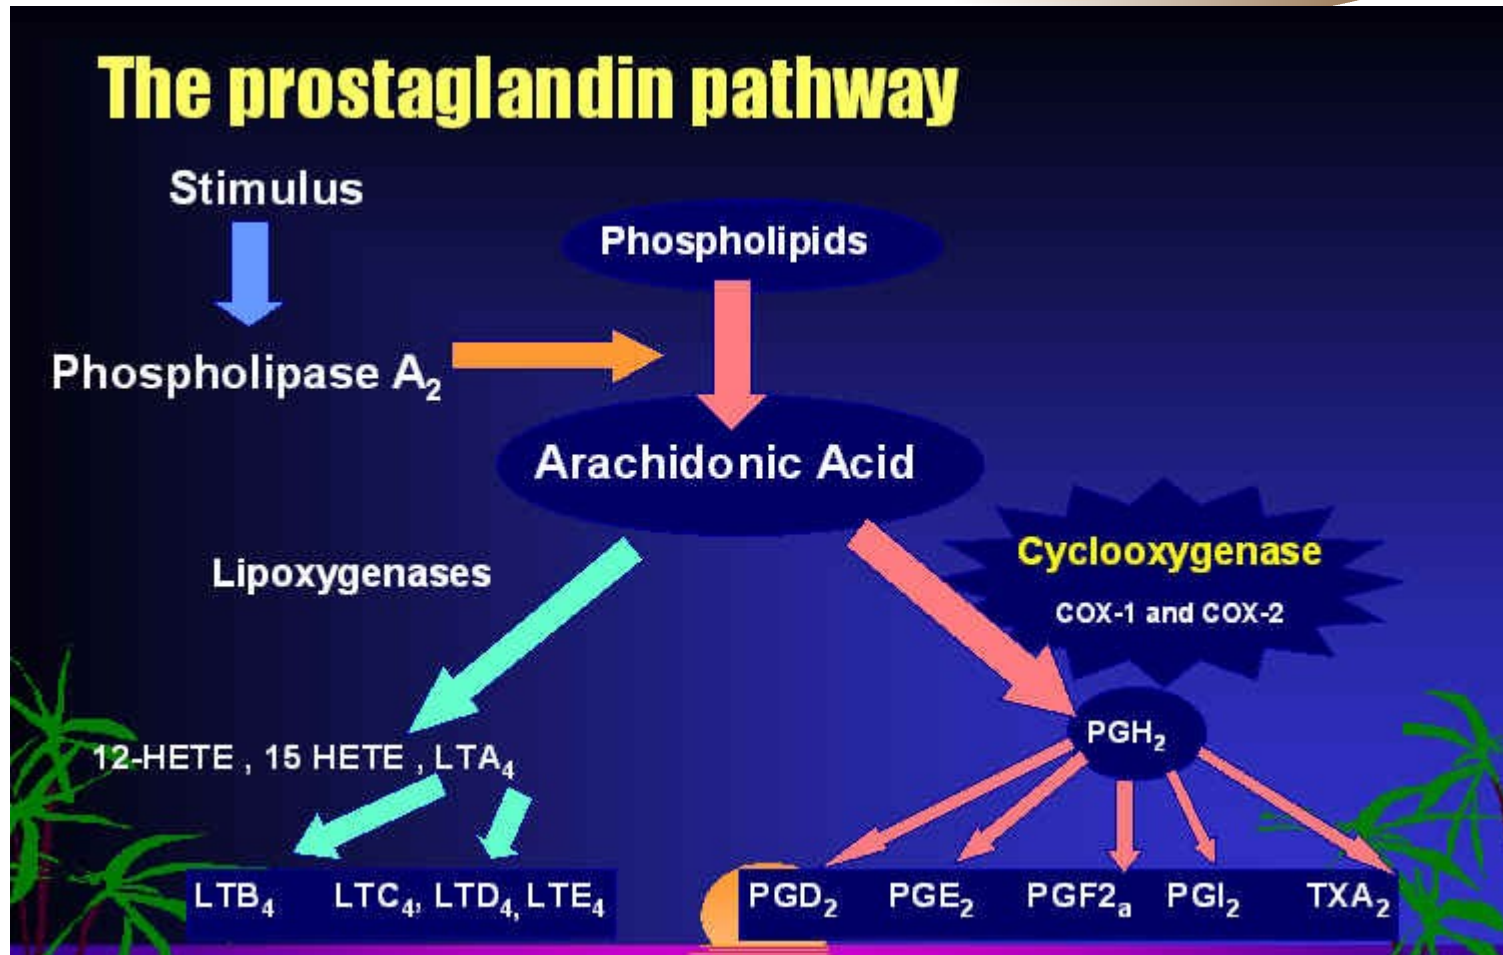 The prostaglandin pathway
Stimulus
Phospholipids
Phospholipase A₂
Arachidonic Acid
Lipoxygenases
Cyclooxygenase
COX-1 and COX-2
PGH₂
12-HETE , 15 HETE , LTA₄
LTB₄ LTC₄, LTD₄, LTE₄
PGD₂ PGE₂ PGF2ₐ PGI₂ TXA₂